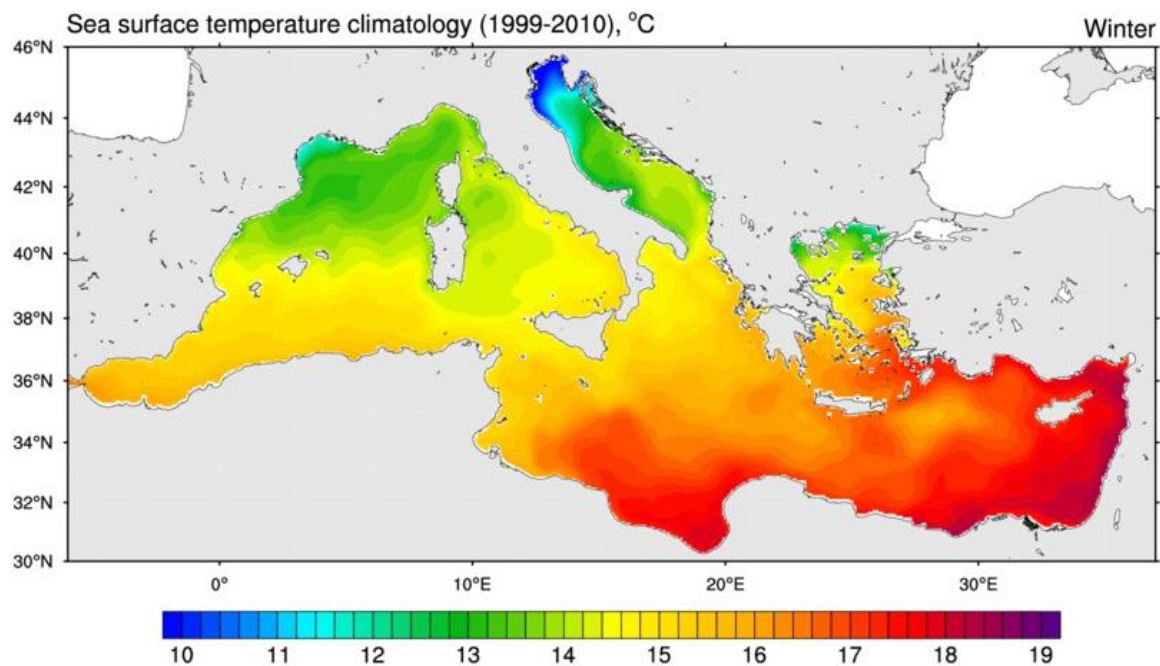 Sea surface temperature climatology (1999-2010), °C
Winter
46°N
44°N
42°N
40°N
38°N
36°N
34°N
32°N
30°N
0°
10°E
20°E
30°E
10 11 12 13 14 15 16 17 18 19